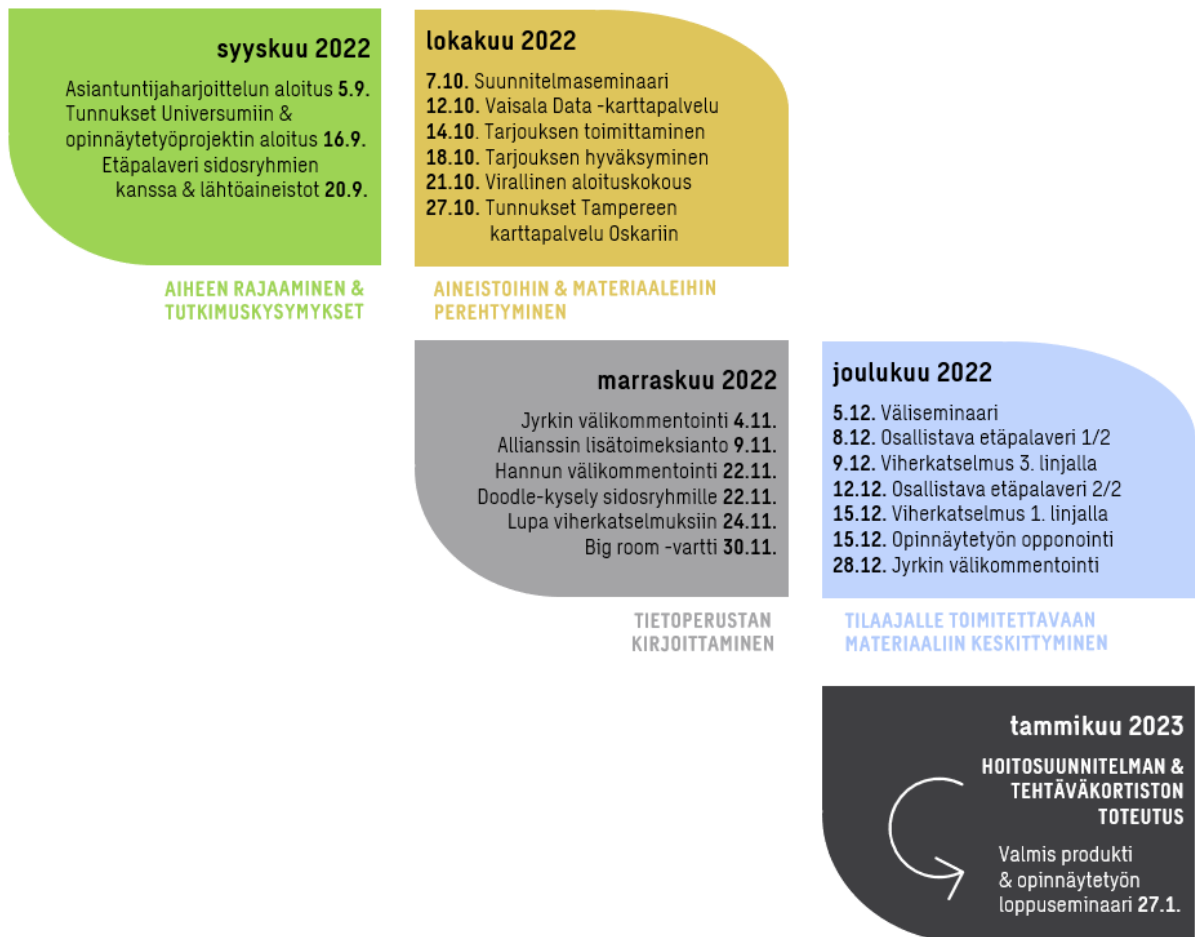 syyskuu 2022
Asiantuntijaharjoittelun aloitus 5.9.
Tunnukset Universumiin &
opinnäytetyöprojektin aloitus 16.9.
Etäpalaveri sidosryhmien
kanssa & lähtöaineistot 20.9.
AIHEEN RAJAAMINEN &
TUTKIMUSKYSYMYKSET
lokakuu 2022
7.10. Suunnitelmaseminaari
12.10. Vaisala Data -karttapalvelu
14.10. Tarjouksen toimittaminen
18.10. Tarjouksen hyväksyminen
21.10. Virallinen aloituskokous
27.10. Tunnukset Tampereen
karttapalvelu Oskariin
AINEISTOIHIN & MATERIAALEIHIN
PEREHTYMINEN
marraskuu 2022
Jyrkin välikommentointi 4.11.
Allianssin lisätoimeksianto 9.11.
Hannun välikommentointi 22.11.
Doodle-kysely sidosryhmille 22.11.
Lupa viherkatselmuksiin 24.11.
Big room -vartti 30.11.
TIETOPERUSTAN
KIRJOITTAMINEN
joulukuu 2022
5.12. Väliseminaari
8.12. Osallistava etäpalaveri 1/2
9.12. Viherkatselmus 3. linjalla
12.12. Osallistava etäpalaveri 2/2
15.12. Viherkatselmus 1. linjalla
15.12. Opinnäytetyön opponointi
28.12. Jyrkin välikommentointi
TILAAJALLE TOIMITETTAVAAN
MATERIAALIIN KESKITTYMINEN
tammikuu 2023
HOITOSUUNNITELMAN &
TEHTÄVÄKORTISTON
TOTEUTUS
Valmis produkti
& opinnäytetyön
loppuseminaari 27.1.